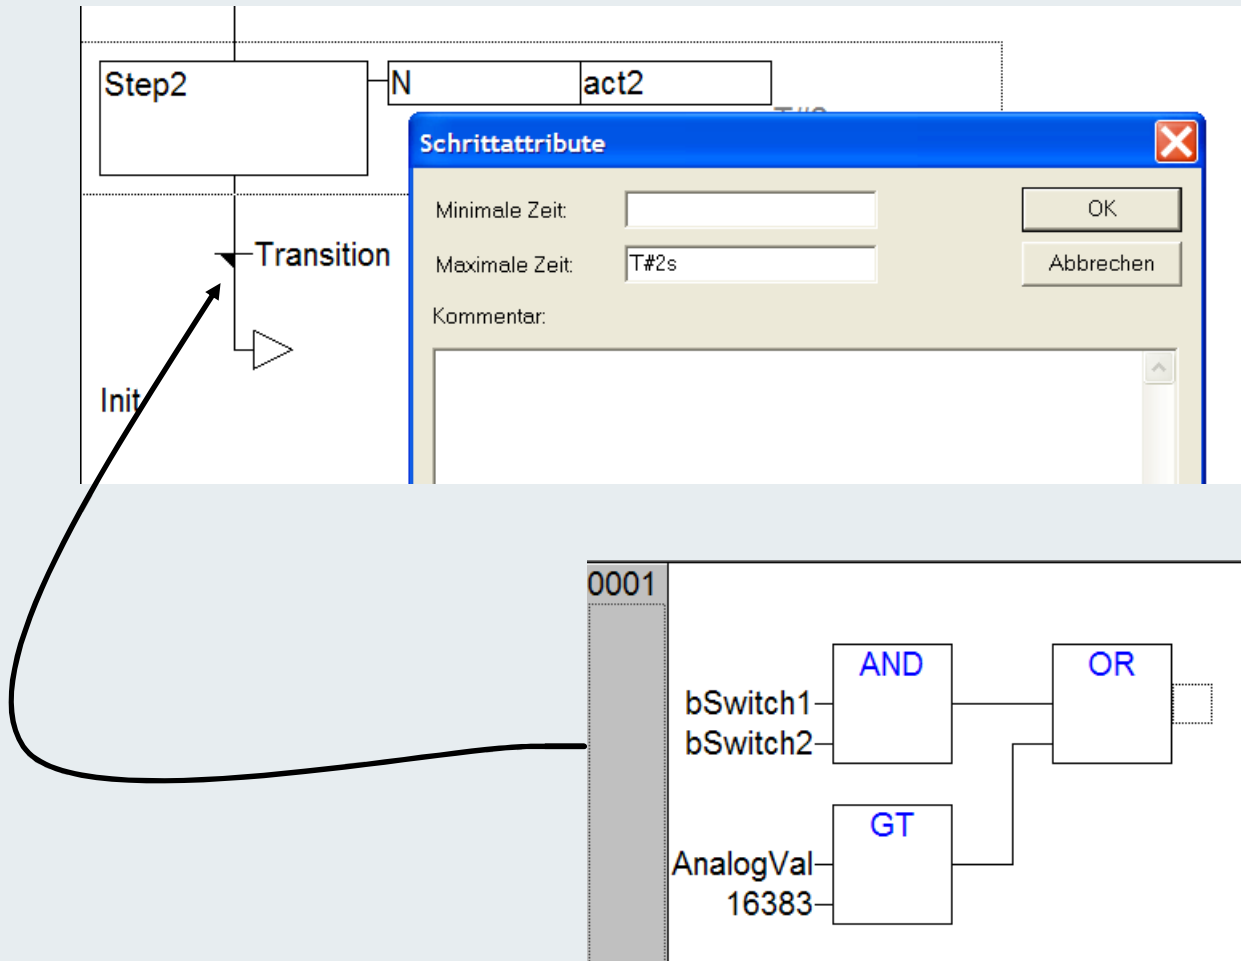 Step2
N
act2
Schrittattribute
Minimale Zeit:
OK
Maximale Zeit:
T#2s
Abbrechen
Transition
Kommentar:
Init
0001
AND
OR
bSwitch1
bSwitch2
GT
AnalogVal
16383